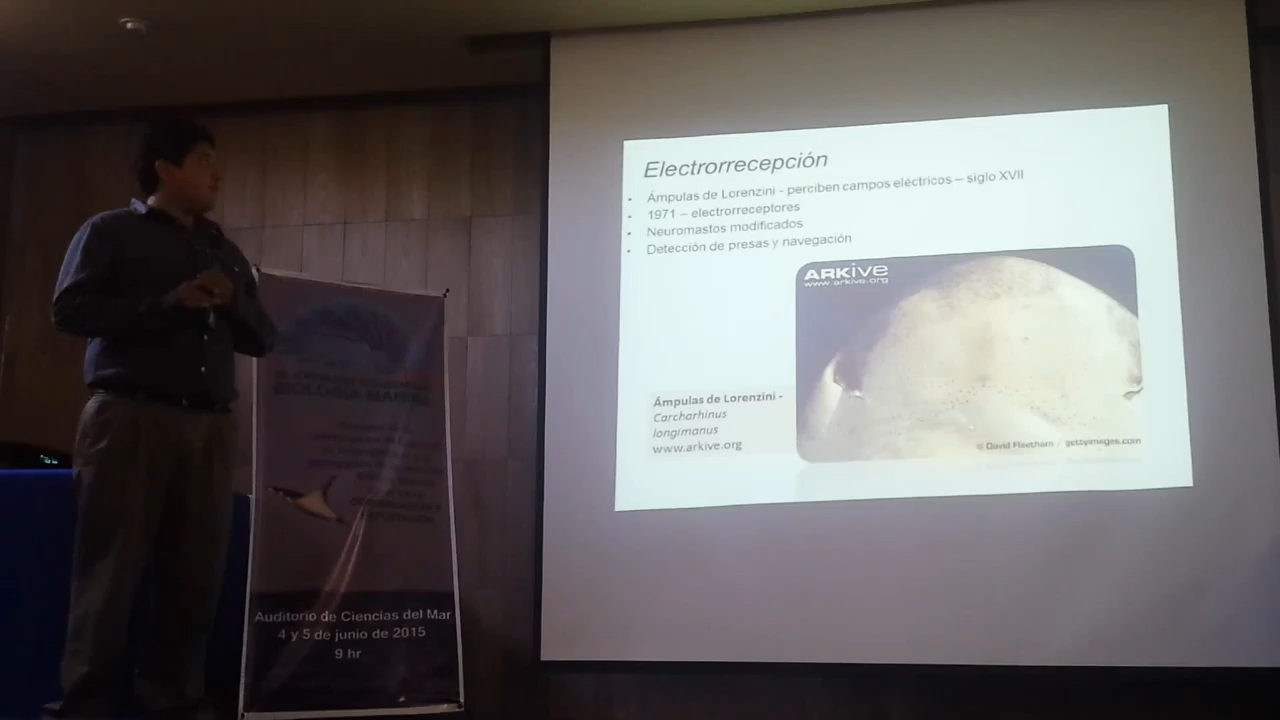 Electrorrecepción
• Ámpulas de Lorenzini - perciben campos eléctricos – siglo XVII
• 1971 – electrorreceptores
• Neuromastos modificados
• Detección de presas y navegación
ARKive
www.arkive.org
Ámpulas de Lorenzini -
Carcharhinus
longimanus
www.arkive.org
© David Fleetham / gettyimages.com
Auditorio de Ciencias del Mar
4 y 5 de junio de 2015
9 hr